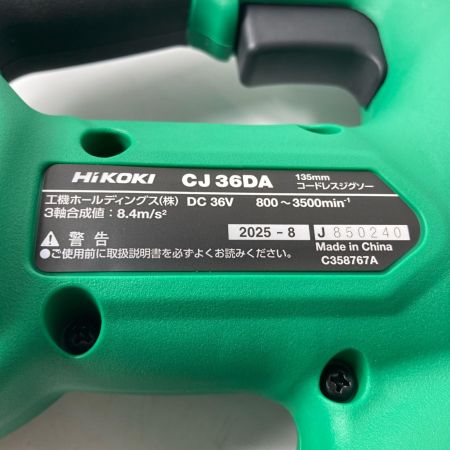 HiKOKI CJ 36DA 135mm コードレスジグソー
工機ホールディングス(株) DC 36V 800～3500min⁻¹
3軸合成値：8.4m/s²
2025-8 J 850240
警告
●ご使用前に取扱説明書を必ずよくお読みください。
Made in China
C358767A